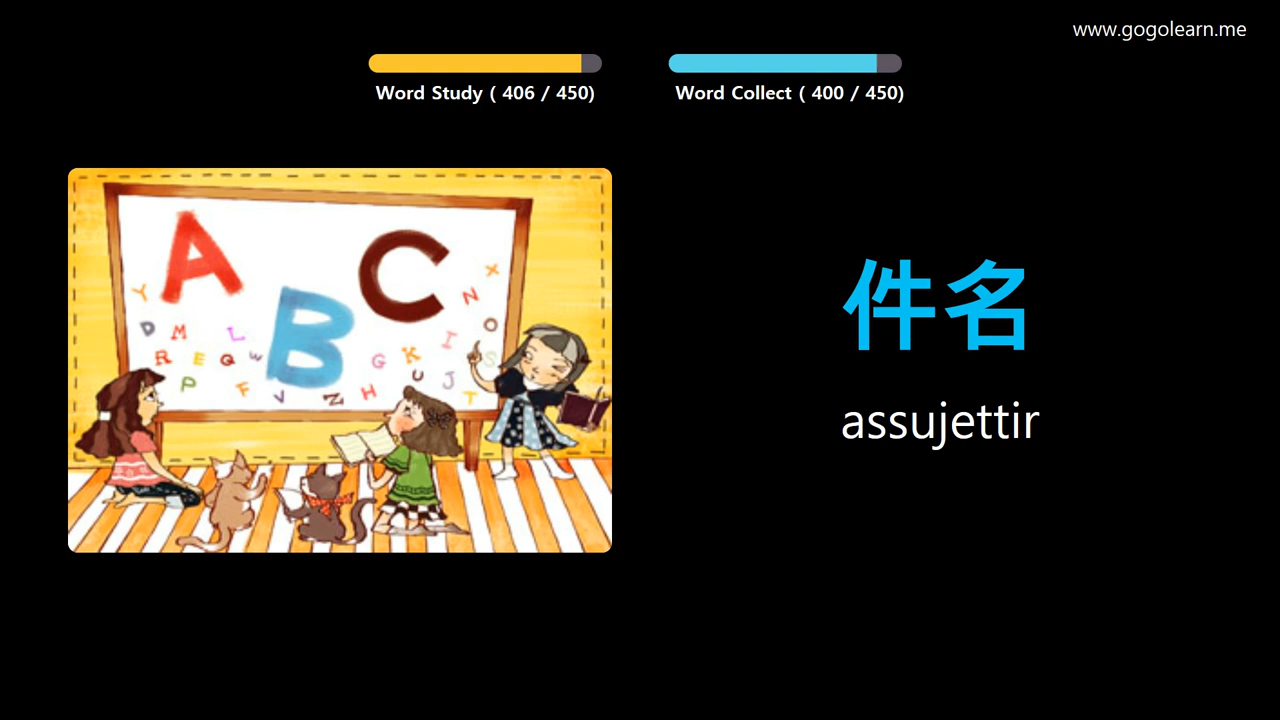 www.gogolearn.me
Word Study ( 406 / 450)
Word Collect ( 400 / 450)
A
C
B
X
Y
N
D
M
L
O
I
R
E
Q
W
G
K
S
P
F
V
Z
H
U
J
T
件名
assujettir